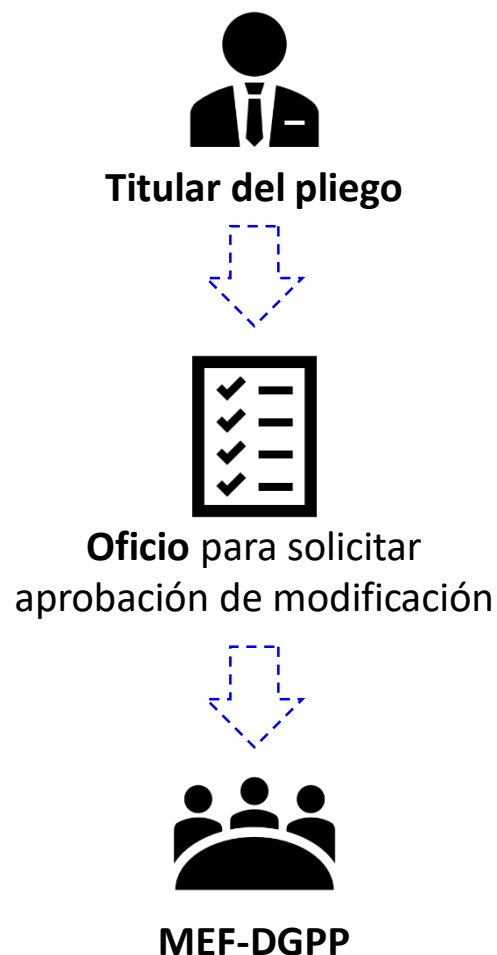 Titular del pliego
Oficio para solicitar
aprobación de modificación
MEF-DGPP